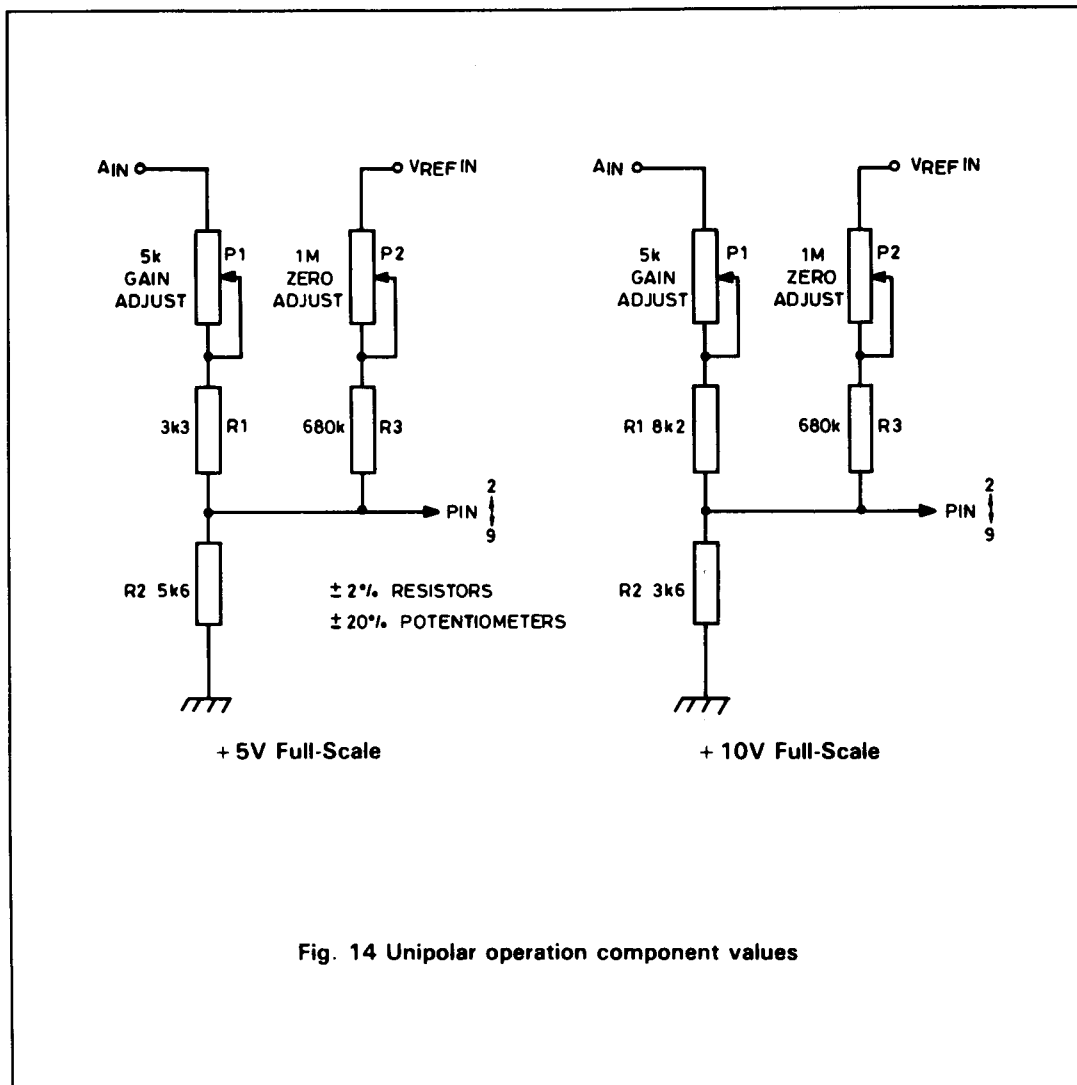 AIN
VREF IN
5k
GAIN
ADJUST
P1
1M
ZERO
ADJUST
P2
3k3
R1
680k
R3
PIN
2
9
R2 5k6
± 2% RESISTORS
± 20% POTENTIOMETERS
+ 5V Full-Scale
AIN
VREF IN
5k
GAIN
ADJUST
P1
1M
ZERO
ADJUST
P2
R1 8k2
680k
R3
PIN
2
9
R2 3k6
+ 10V Full-Scale
Fig. 14 Unipolar operation component values